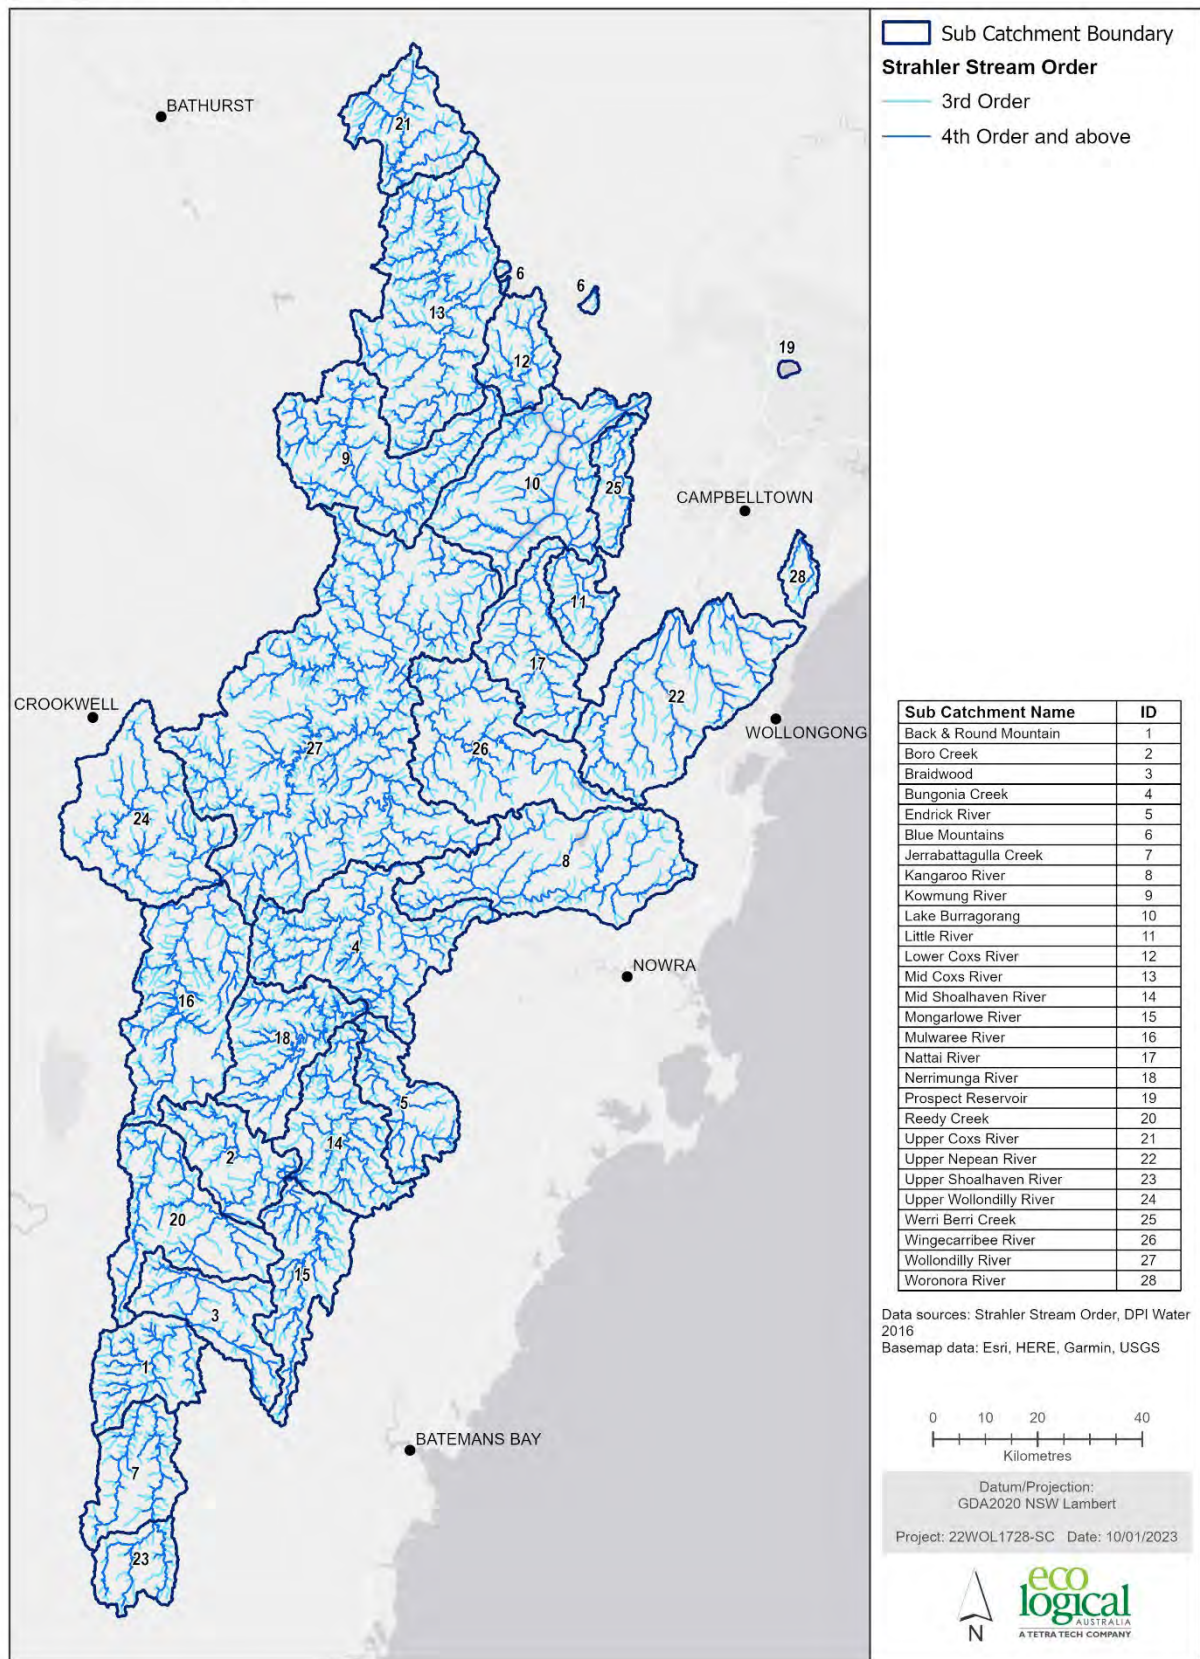 BATHURST
21
6
6
13
19
12
9
10
25
CAMPBELLTOWN
28
11
17
22
CROOKWELL
WOLLONGONG
27
26
24
8
4
NOWRA
16
18
5
14
2
20
15
3
1
BATEMANS BAY
7
23
Sub Catchment Boundary
Strahler Stream Order
3rd Order
4th Order and above
Sub Catchment Name ID
Back & Round Mountain 1
Boro Creek 2
Braidwood 3
Bungonia Creek 4
Endrick River 5
Blue Mountains 6
Jerrabattagulla Creek 7
Kangaroo River 8
Kowmung River 9
Lake Burragorang 10
Little River 11
Lower Coxs River 12
Mid Coxs River 13
Mid Shoalhaven River 14
Mongarlowe River 15
Mulwaree River 16
Nattai River 17
Nerrimunga River 18
Prospect Reservoir 19
Reedy Creek 20
Upper Coxs River 21
Upper Nepean River 22
Upper Shoalhaven River 23
Upper Wollondilly River 24
Werri Berri Creek 25
Wingecarribee River 26
Wollondilly River 27
Woronora River 28
Data sources: Strahler Stream Order, DPI Water
2016
Basemap data: Esri, HERE, Garmin, USGS
0 10 20 40
Kilometres
Datum/Projection:
GDA2020 NSW Lambert
Project: 22WOL1728-SC Date: 10/01/2023
N
eco
logical
AUSTRALIA
A TETRA TECH COMPANY